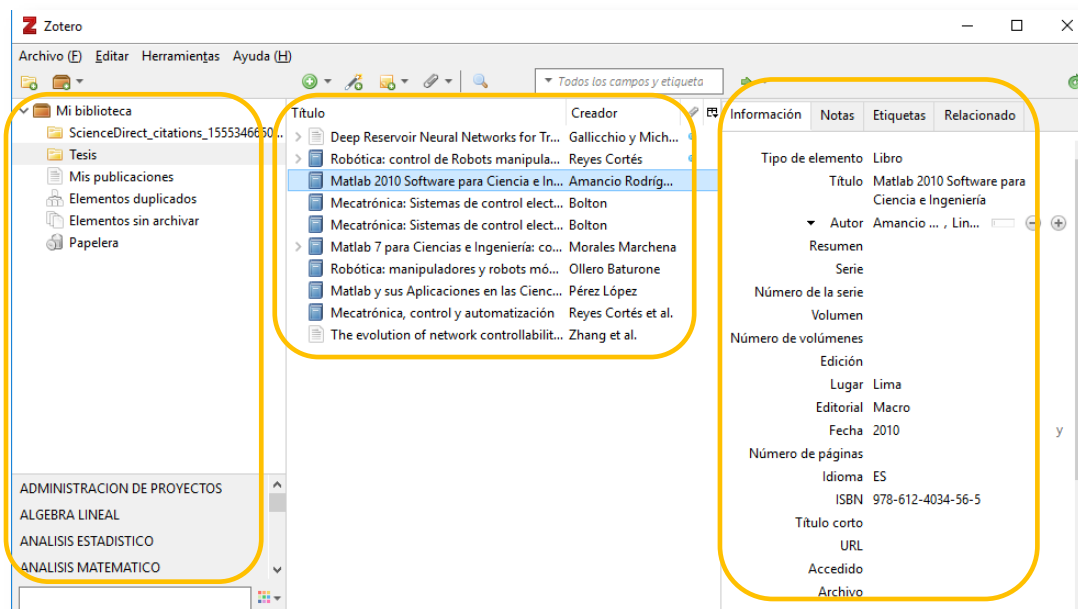 Zotero
Archivo (F) Editar Herramientas Ayuda (H)
Todos los campos y etiqueta
Mi biblioteca
ScienceDirect_citations_1555346650...
Tesis
Mis publicaciones
Elementos duplicados
Elementos sin archivar
Papelera
ADMINISTRACION DE PROYECTOS
ALGEBRA LINEAL
ANALISIS ESTADISTICO
ANALISIS MATEMATICO
Título Creador
Deep Reservoir Neural Networks for Tr... Gallicchio y Mich...
Robótica: control de Robots manipula... Reyes Cortés
Matlab 2010 Software para Ciencia e In... Amancio Rodríg...
Mecatrónica: Sistemas de control elect... Bolton
Mecatrónica: Sistemas de control elect... Bolton
Matlab 7 para Ciencias e Ingeniería: co... Morales Marchena
Robótica: manipuladores y robots mó... Ollero Baturone
Matlab y sus Aplicaciones en las Cienc... Pérez López
Mecatrónica, control y automatización Reyes Cortés et al.
The evolution of network controllabilit... Zhang et al.
Información Notas Etiquetas Relacionado
Tipo de elemento Libro
Título Matlab 2010 Software para
Ciencia e Ingeniería
Autor Amancio ... , Lin...
Resumen
Serie
Número de la serie
Volumen
Número de volúmenes
Edición
Lugar Lima
Editorial Macro
Fecha 2010 y
Número de páginas
Idioma ES
ISBN 978-612-4034-56-5
Título corto
URL
Accedido
Archivo